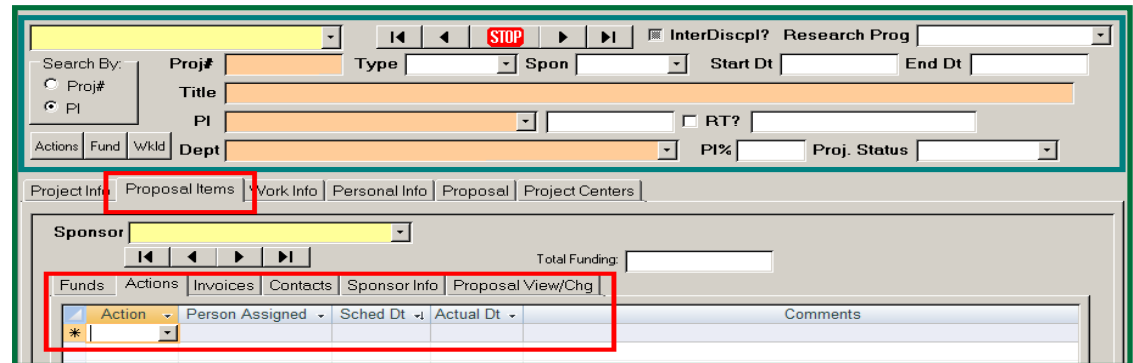 STOP InterDiscpl? Research Prog
Search By: Proj# Type Spon Start Dt End Dt
Proj#
Title
PI
PI RT?
Actions Fund Wkld Dept PI% Proj. Status
Project Info Proposal Items Work Info Personal Info Proposal Project Centers
Sponsor
Total Funding:
Funds Actions Invoices Contacts Sponsor Info Proposal View/Chg
Action Person Assigned Sched Dt Actual Dt Comments